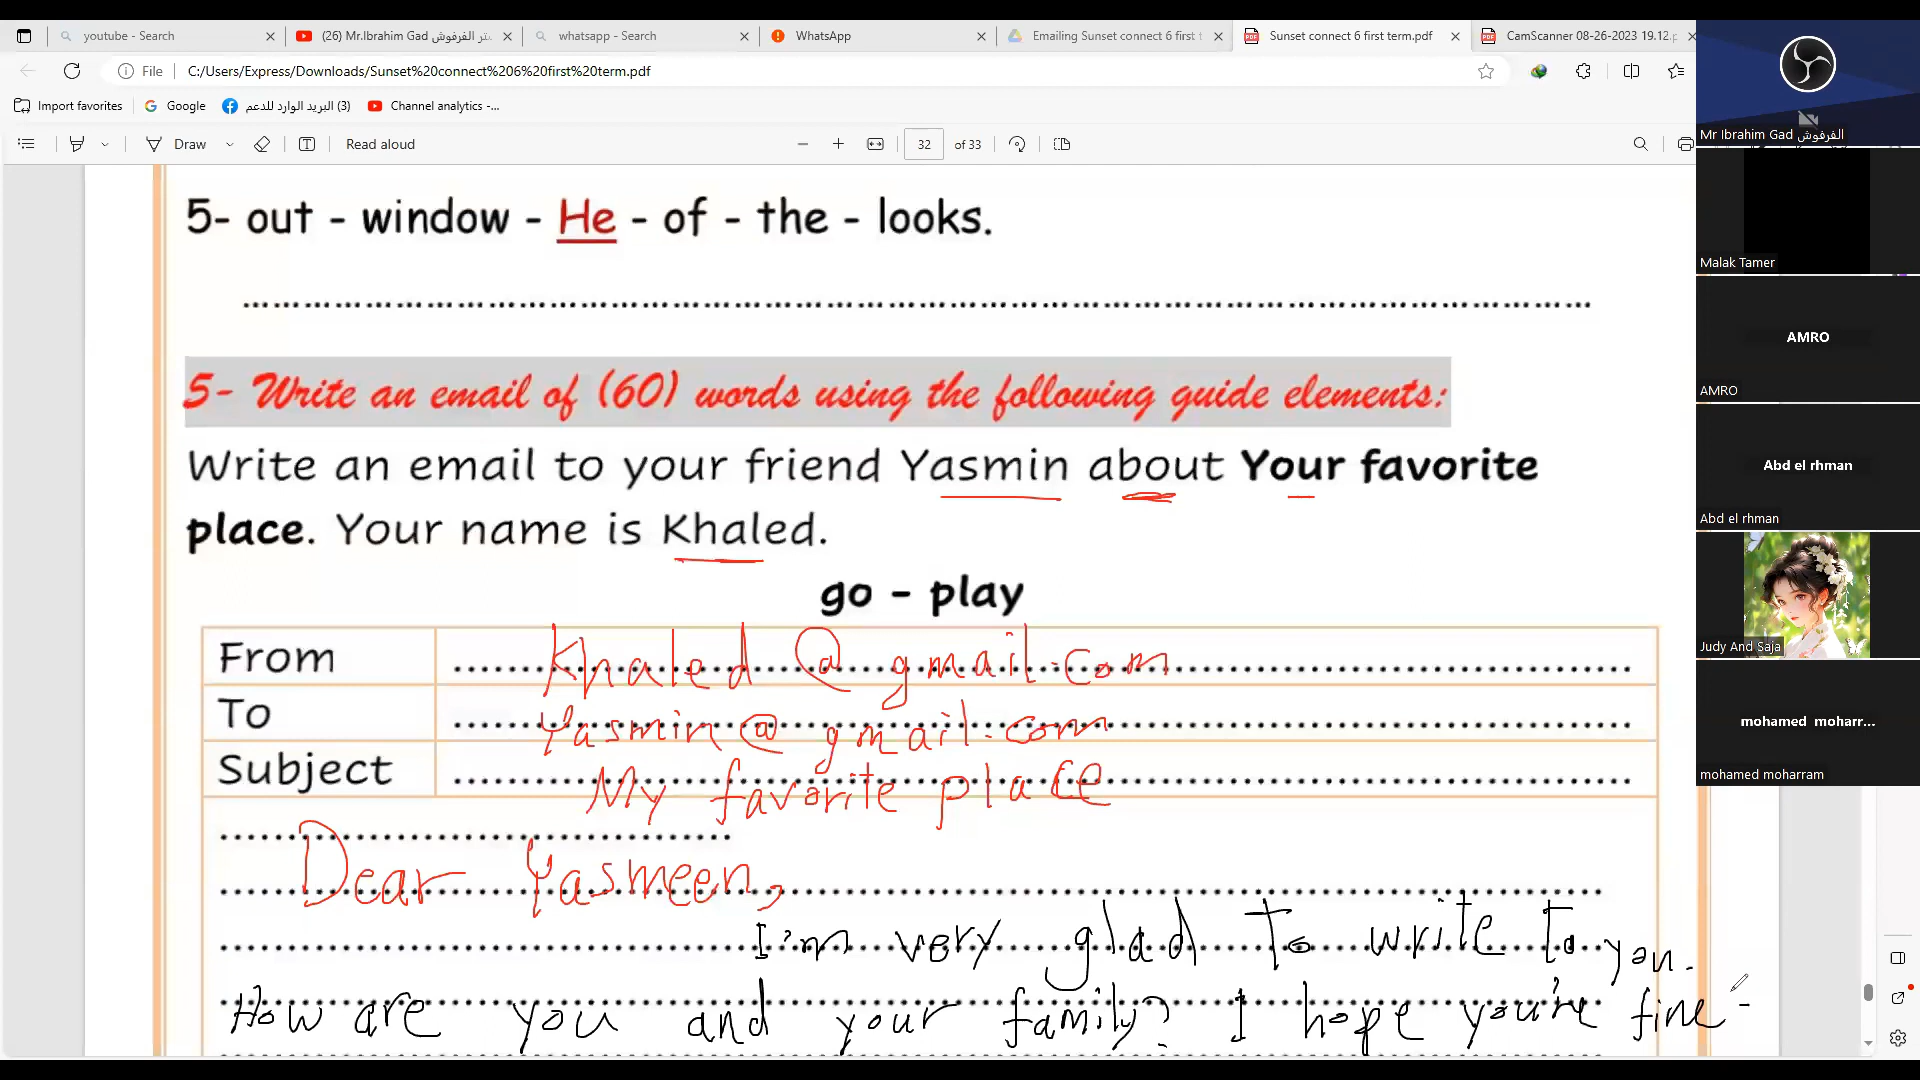 youtube - Search
(26) Mr.Ibrahim Gad ستر الفرفوش
whatsapp - Search
WhatsApp
Emailing Sunset connect 6 first t
Sunset connect 6 first term.pdf
CamScanner 08-26-2023 19.12.p
File
C:/Users/Express/Downloads/Sunset%20connect%206%20first%20term.pdf
Import favorites
Google
(3) البريد الوارد للدعم
Channel analytics -...
Draw
Read aloud
32
of 33
5- out - window - He - of - the - looks.
5- Write an email of (60) words using the following guide elements:
Write an email to your friend Yasmin about Your favorite
place. Your name is Khaled.
go - play
From
Khaled @ gmail.com
To
Yasmin@ gmail.com
Subject
My favorite place
Dear Yasmeen,
I'm very glad to write to you.
How are you and your family? I hope you're fine
Mr Ibrahim Gad الفرفوش
Malak Tamer
AMRO
AMRO
Abd el rhman
Abd el rhman
Judy And Saja
mohamed moharr...
mohamed moharram